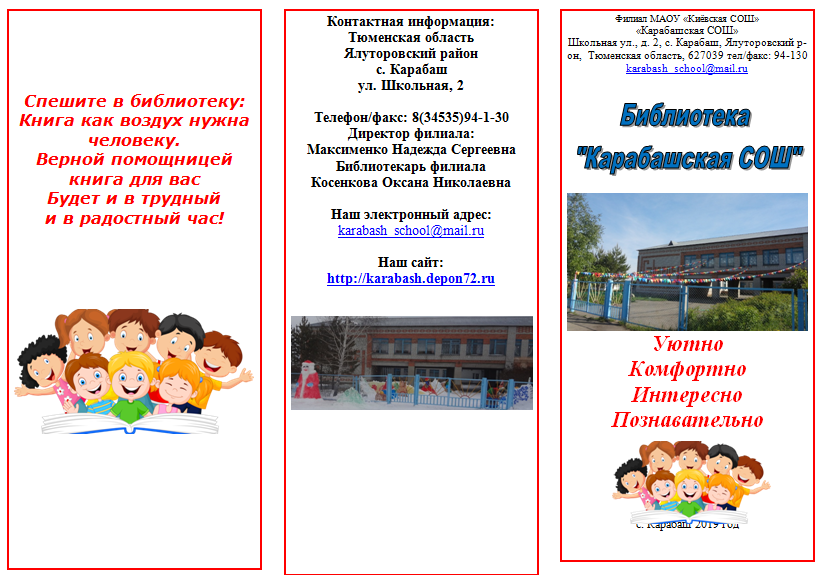 Спешите в библиотеку:
Книга как воздух нужна
человеку.
Верной помощницей
книга для вас
Будет и в трудный
и в радостный час!
Контактная информация:
Тюменская область
Ялуторовский район
с. Карабаш
ул. Школьная, 2
Телефон/факс: 8(34535)94-1-30
Директор филиала:
Максименко Надежда Сергеевна
Библиотекарь филиала
Косенкова Оксана Николаевна
Наш электронный адрес:
karabash_school@mail.ru
Наш сайт:
http://karabash.depon72.ru
Филиал МАОУ «Киёвская СОШ»
«Карабашская СОШ»
Школьная ул., д. 2, с. Карабаш, Ялуторовский р-
он, Тюменская область, 627039 тел/факс: 94-130
karabash_school@mail.ru
Библиотека
"Карабашская СОШ"
Уютно
Комфортно
Интересно
Познавательно
с. Карабаш 2019 год